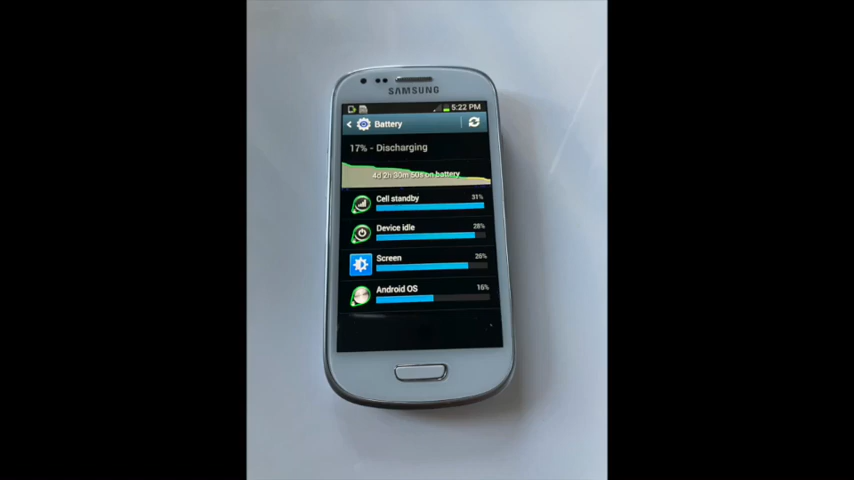 SAMSUNG
5:22 PM
Battery
17% - Discharging
4d 2h 30m 50s on battery
Cell standby 31%
Device idle 28%
Screen 26%
Android OS 16%